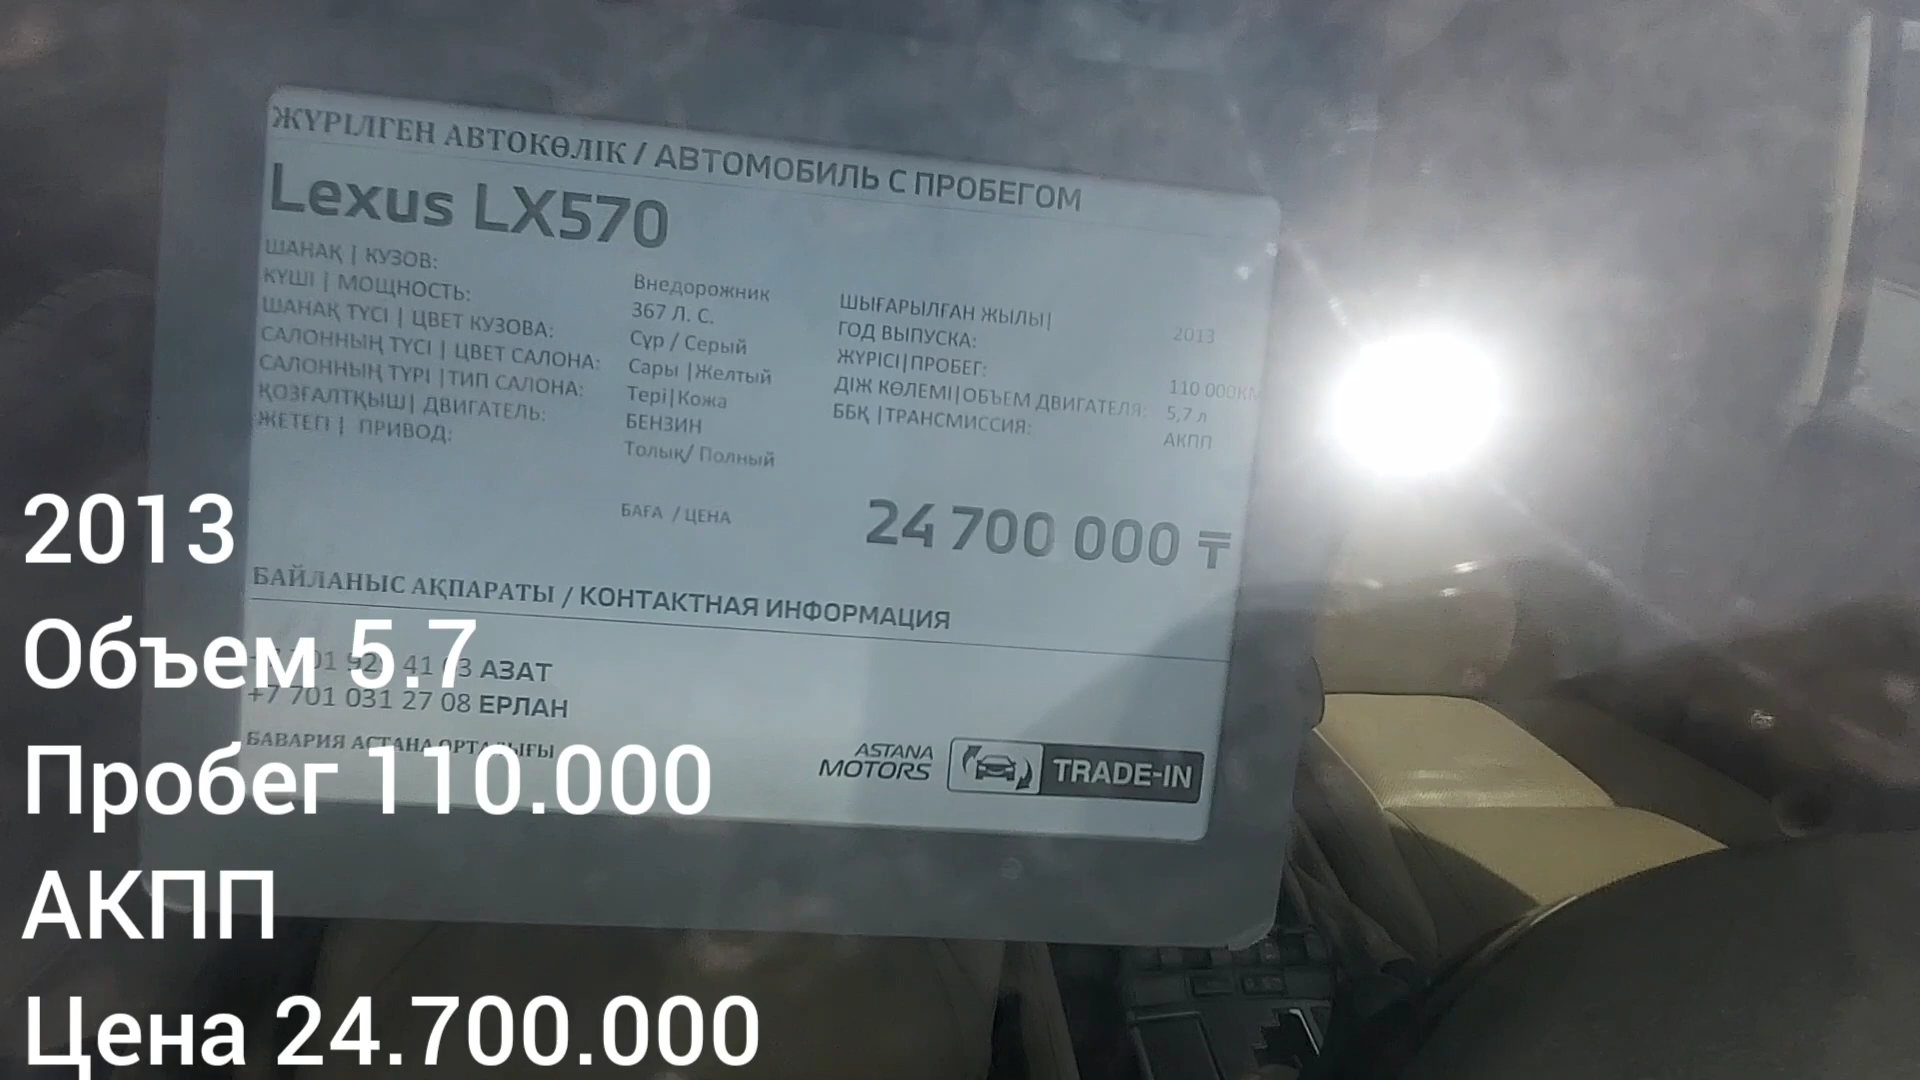 ЖҮРІЛГЕН АВТОКӨЛІК / АВТОМОБИЛЬ С ПРОБЕГОМ
Lexus LX570
ШАНАҚ | КУЗОВ: Внедорожник
КҮШІ | МОЩНОСТЬ: 367 Л. С.
ШАНАҚ ТҮСІ | ЦВЕТ КУЗОВА: Сұр / Серый
САЛОННЫҢ ТҮСІ | ЦВЕТ САЛОНА: Сары |Желтый
САЛОННЫҢ ТҮРІ |ТИП САЛОНА: Тері|Кожа
ҚОЗҒАЛТҚЫШ| ДВИГАТЕЛЬ: БЕНЗИН
ЖЕТЕГІ | ПРИВОД: Толық/ Полный
ШЫҒАРЫЛҒАН ЖЫЛЫ|
ГОД ВЫПУСКА: 2013
ЖҮРІСІ|ПРОБЕГ: 110 000КМ
ДІЖ КӨЛЕМІ|ОБЪЕМ ДВИГАТЕЛЯ: 5,7 л
ББҚ |ТРАНСМИССИЯ: АКПП
БАҒА / ЦЕНА 24 700 000 ₸
БАЙЛАНЫС АҚПАРАТЫ / КОНТАКТНАЯ ИНФОРМАЦИЯ
АЗАТ
+7 701 031 27 08 ЕРЛАН
БАВАРИЯ АСТАНА ОРТАЛЫҒЫ
ASTANA
MOTORS
TRADE-IN
2013
Объем 5.7
Пробег 110.000
АКПП
Цена 24.700.000